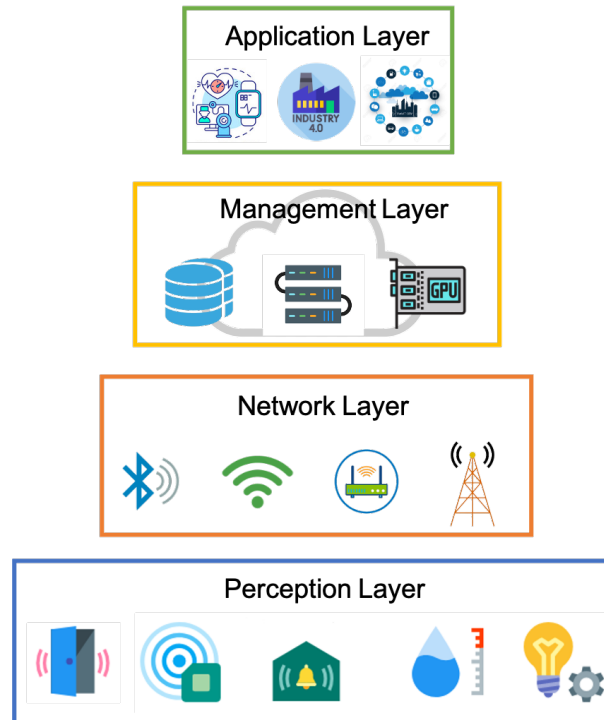 Application Layer
INDUSTRY
4.0
Management Layer
GPU
Network Layer
Perception Layer